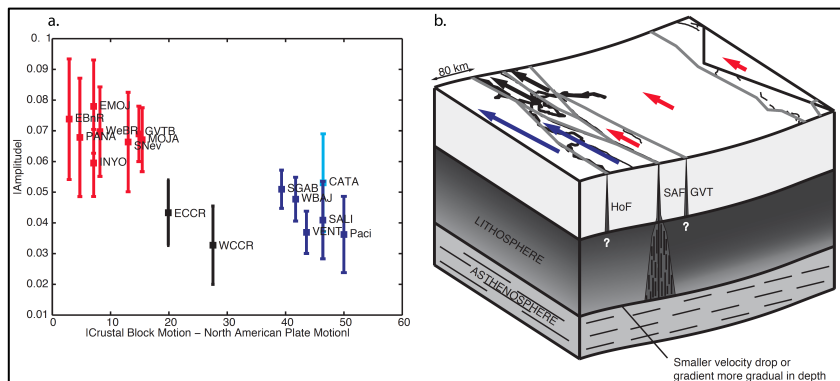 a.
0. 1
0.09
0.08
0.07
0.06
0.05
0.04
0.03
0.02
0.01
|Amplitude|
0
10
20
30
40
50
60
|Crustal Block Motion – North American Plate Motion|
EMOJ
EBnR
WeBR
GVTB
PANA
MOJA
SNev
INYO
ECCR
WCCR
SGAB
CATA
WBAJ
SALI
VENT
Paci
b.
80 km
HoF
SAF
GVT
?
?
LITHOSPHERE
ASTHENOSPHERE
Smaller velocity drop or
gradient more gradual in depth